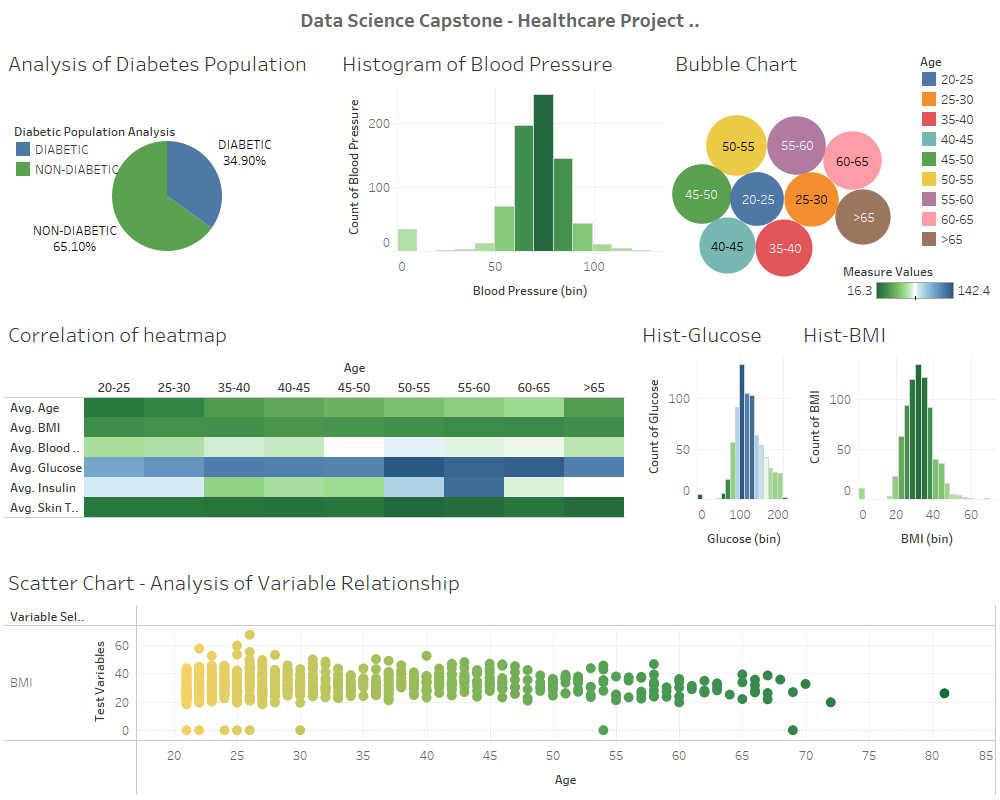 Data Science Capstone - Healthcare Project ..
Analysis of Diabetes Population
Diabetic Population Analysis
DIABETIC
NON-DIABETIC
DIABETIC
34.90%
NON-DIABETIC
65.10%
Histogram of Blood Pressure
Count of Blood Pressure
200
100
0
0 50 100
Blood Pressure (bin)
Bubble Chart
50-55
55-60
60-65
45-50
20-25
25-30
>65
40-45
35-40
Age
20-25
25-30
35-40
40-45
45-50
50-55
55-60
60-65
>65
Measure Values
16.3 142.4
Correlation of heatmap
Age
20-25 25-30 35-40 40-45 45-50 50-55 55-60 60-65 >65
Avg. Age
Avg. BMI
Avg. Blood ..
Avg. Glucose
Avg. Insulin
Avg. Skin T..
Hist-Glucose
Count of Glucose
100
50
0
0 100 200
Glucose (bin)
Hist-BMI
Count of BMI
100
50
0
0 20 40 60
BMI (bin)
Scatter Chart - Analysis of Variable Relationship
Variable Sel..
BMI
Test Variables
60
40
20
0
20 25 30 35 40 45 50 55 60 65 70 75 80 85
Age